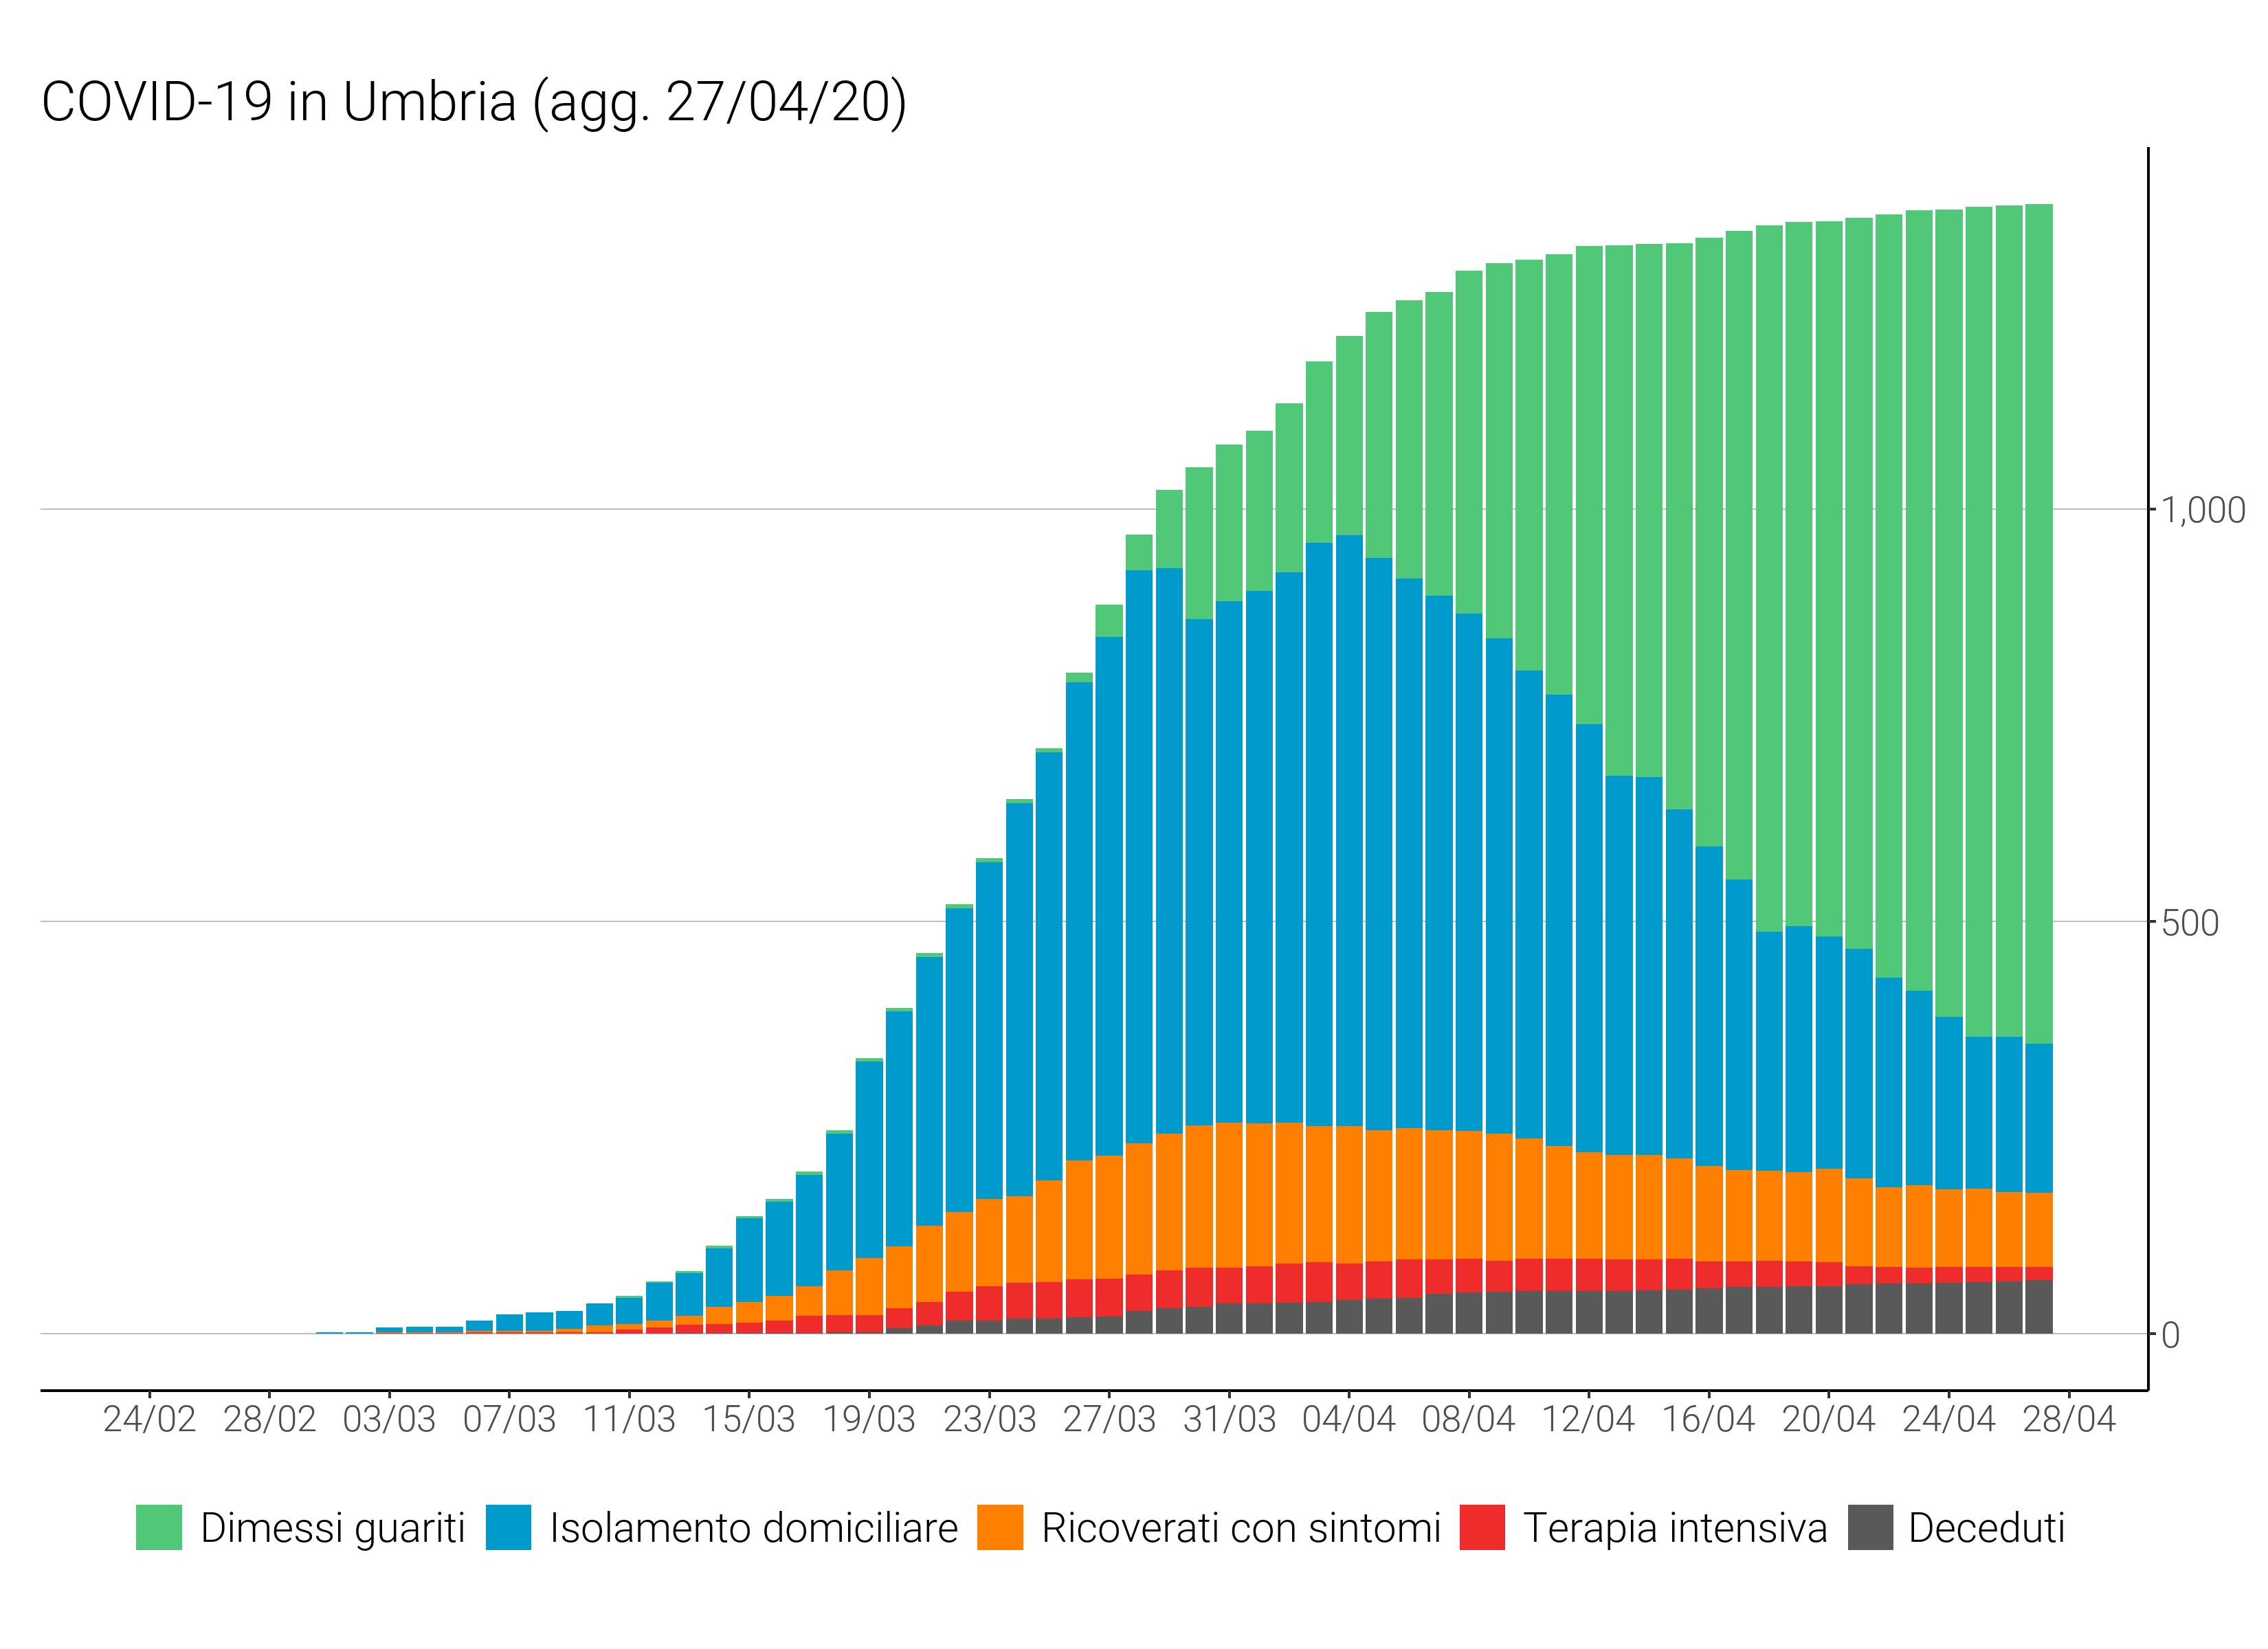 COVID-19 in Umbria (agg. 27/04/20)
1,000
500
0
24/02 28/02 03/03 07/03 11/03 15/03 19/03 23/03 27/03 31/03 04/04 08/04 12/04 16/04 20/04 24/04 28/04
Dimessi guariti Isolamento domiciliare Ricoverati con sintomi Terapia intensiva Deceduti